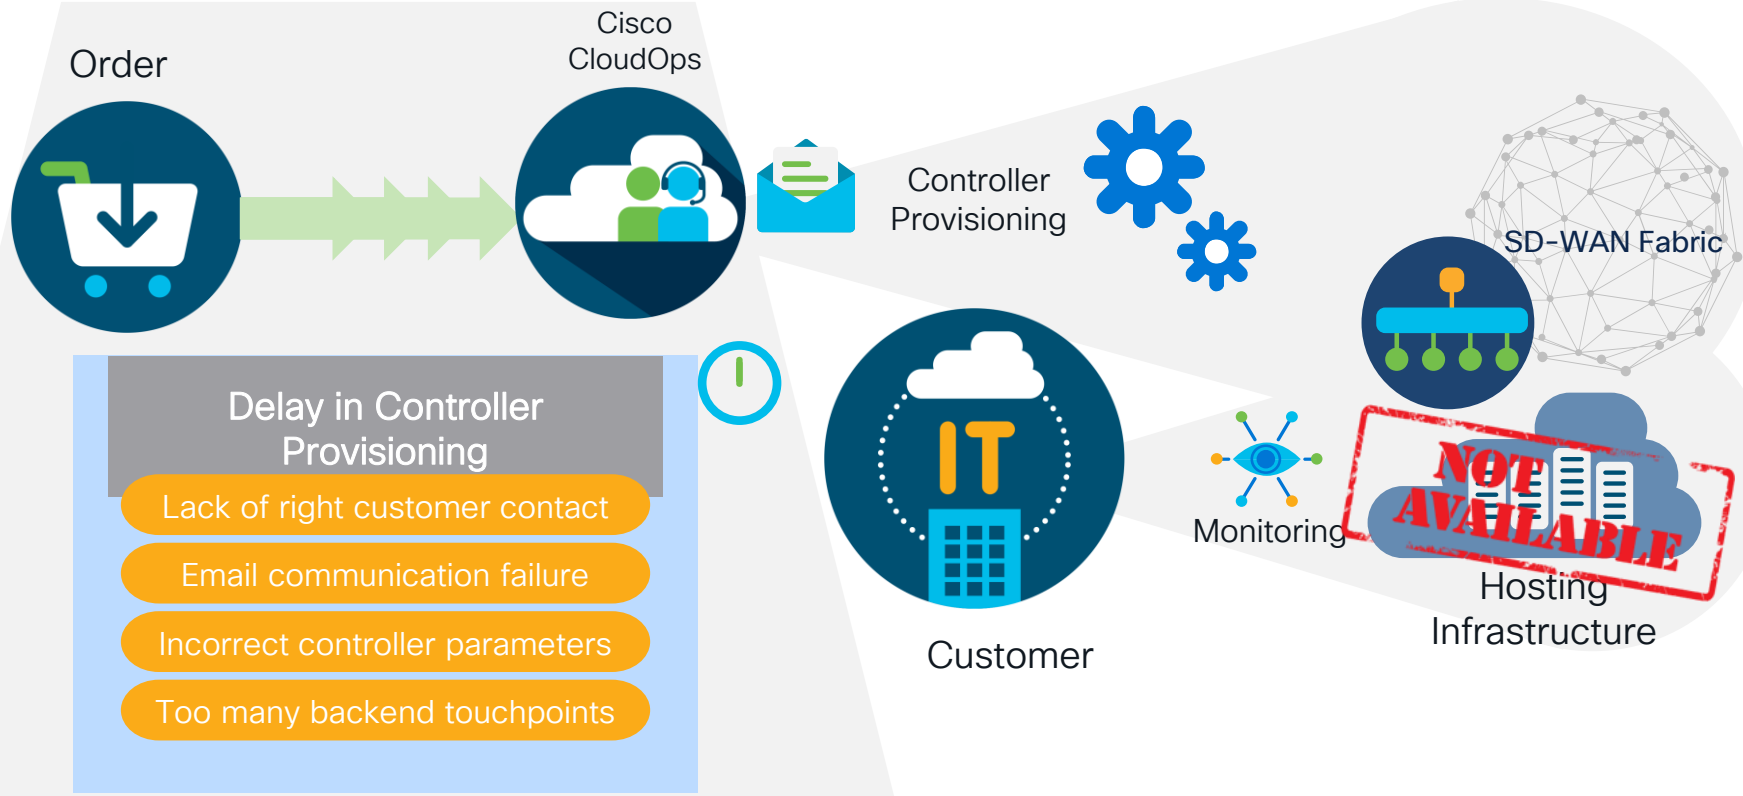 Order
Cisco
CloudOps
Controller
Provisioning
SD-WAN Fabric
Delay in Controller
Provisioning
Lack of right customer contact
Email communication failure
Incorrect controller parameters
Too many backend touchpoints
IT
Customer
Monitoring
NOT
AVAILABLE
Hosting
Infrastructure